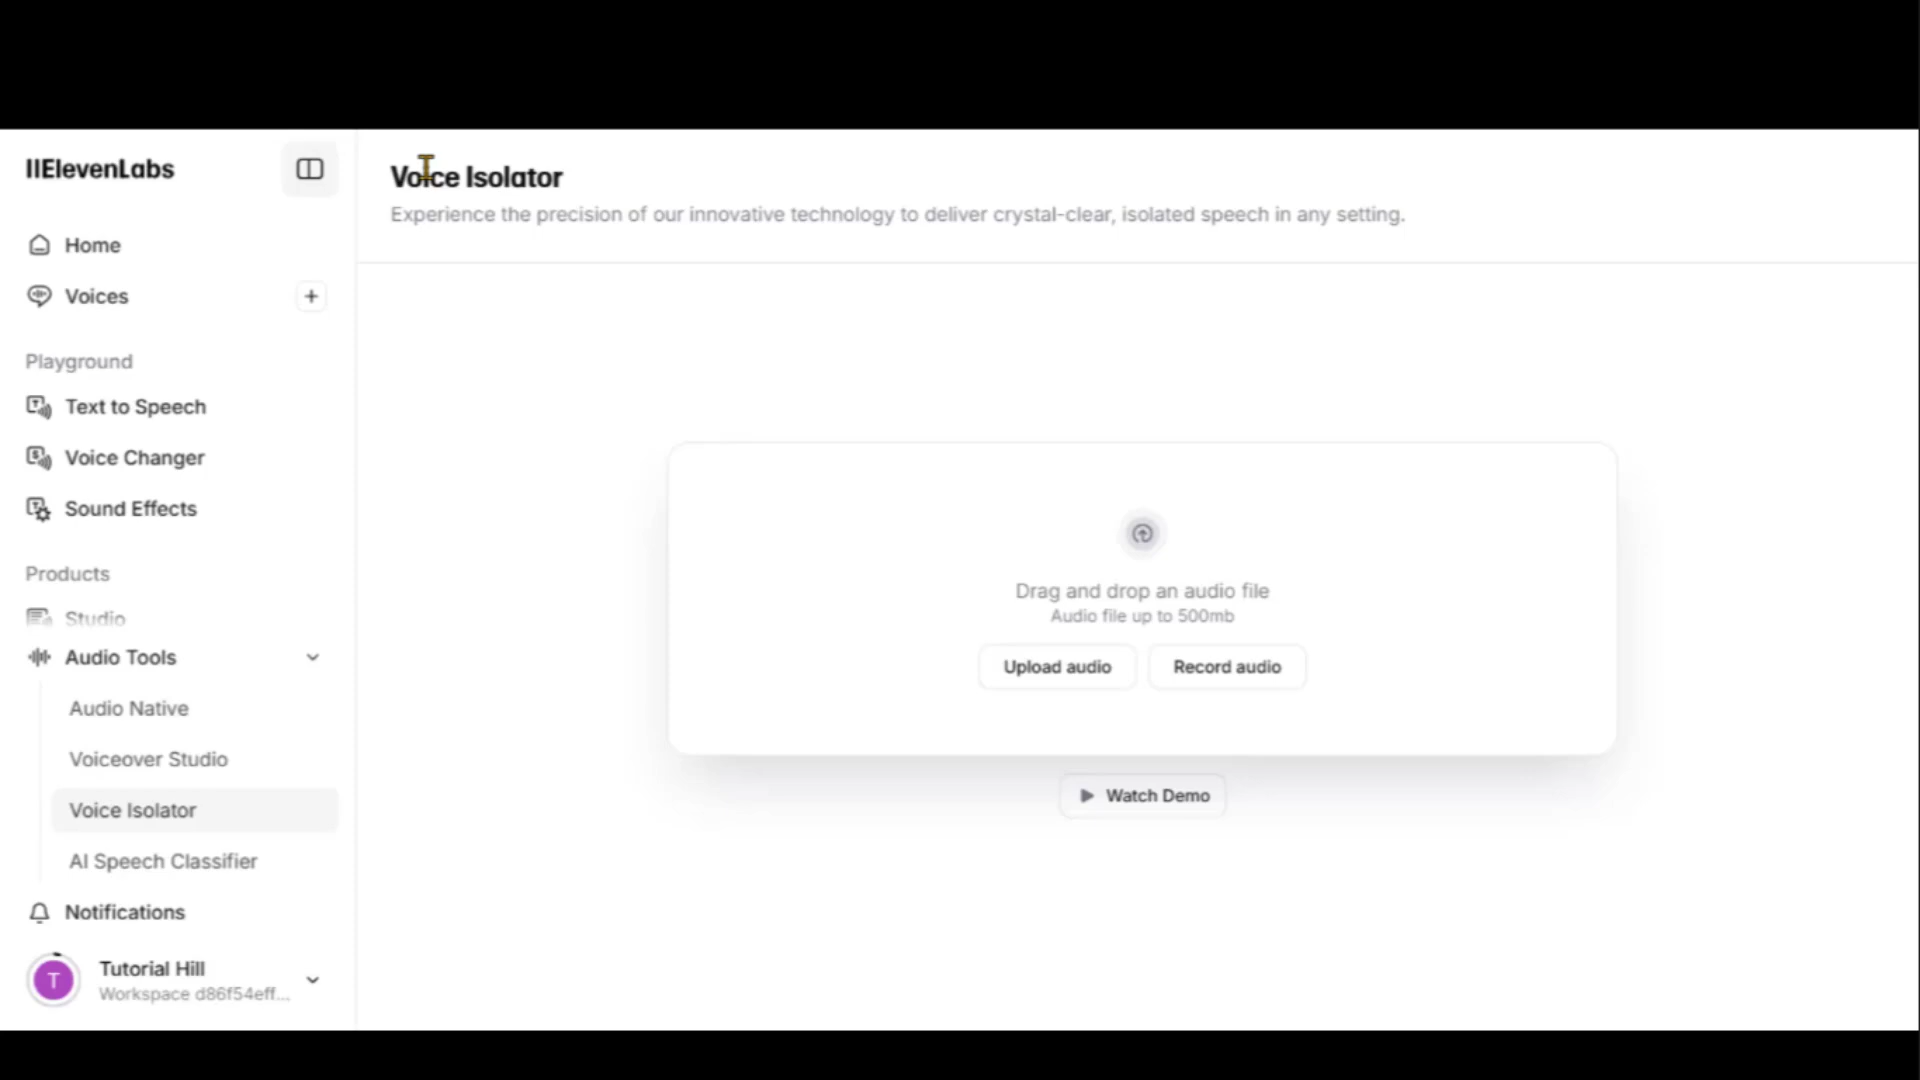 IIElevenLabs
Home
Voices
Playground
Text to Speech
Voice Changer
Sound Effects
Products
Studio
Audio Tools
Audio Native
Voiceover Studio
Voice Isolator
AI Speech Classifier
Notifications
T
Tutorial Hill
Workspace d86f54eff...
Voice Isolator
Experience the precision of our innovative technology to deliver crystal-clear, isolated speech in any setting.
Drag and drop an audio file
Audio file up to 500mb
Upload audio
Record audio
Watch Demo